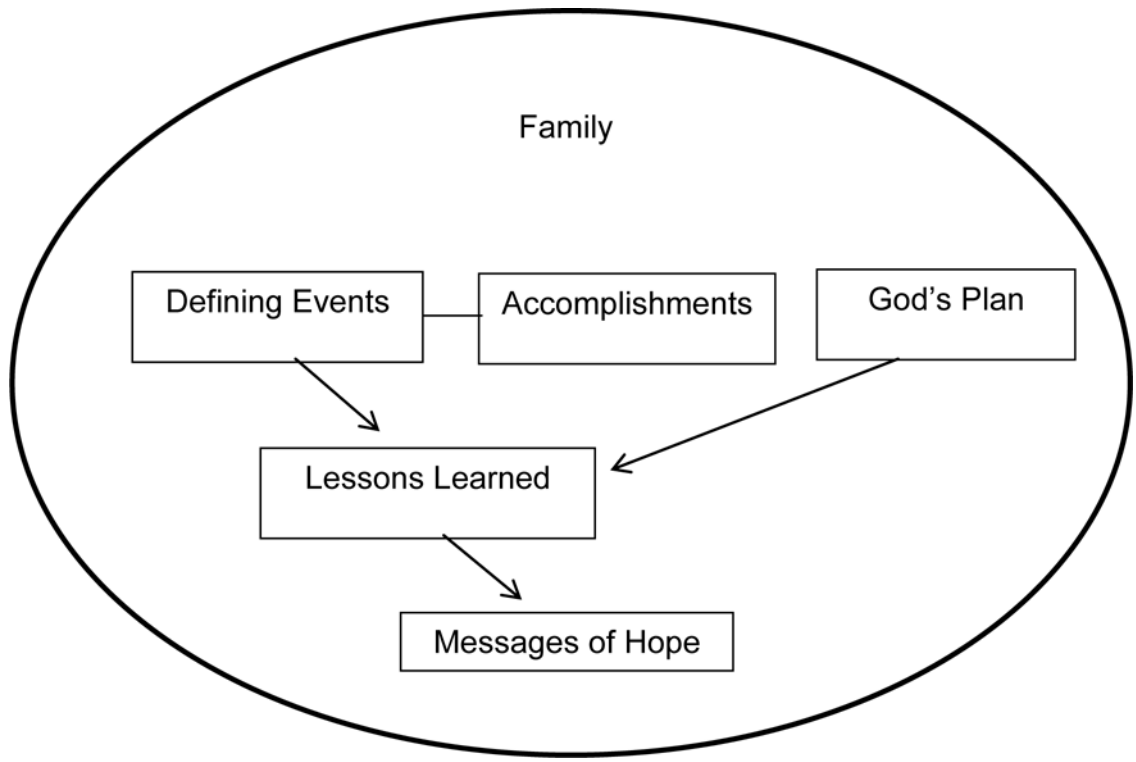 Family
Defining Events
Accomplishments
God’s Plan
Lessons Learned
Messages of Hope